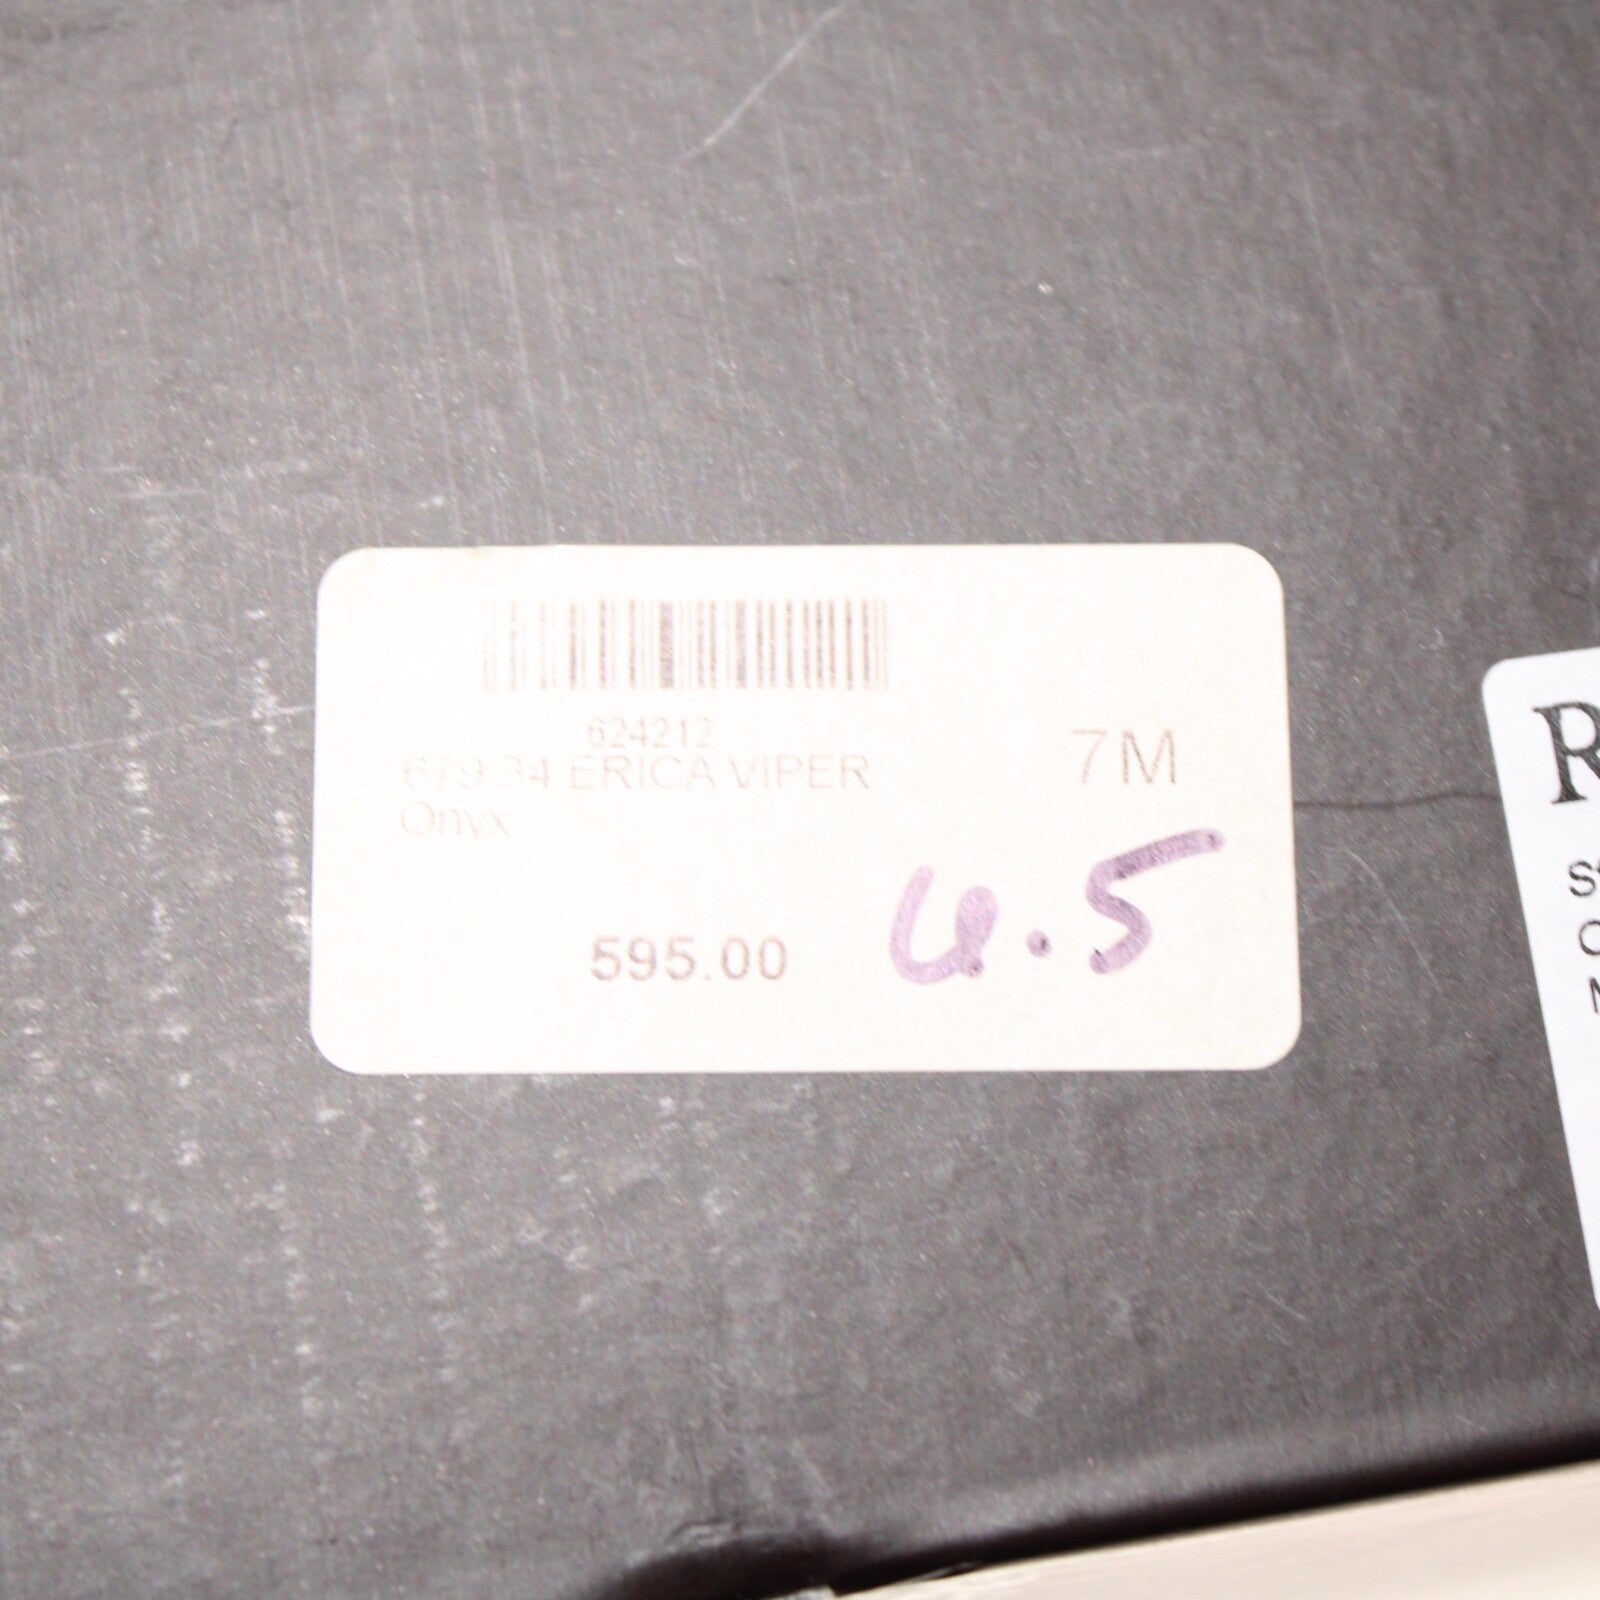 624212
679 34 ERICA VIPER
7M
Onyx
595.00
6.5
R